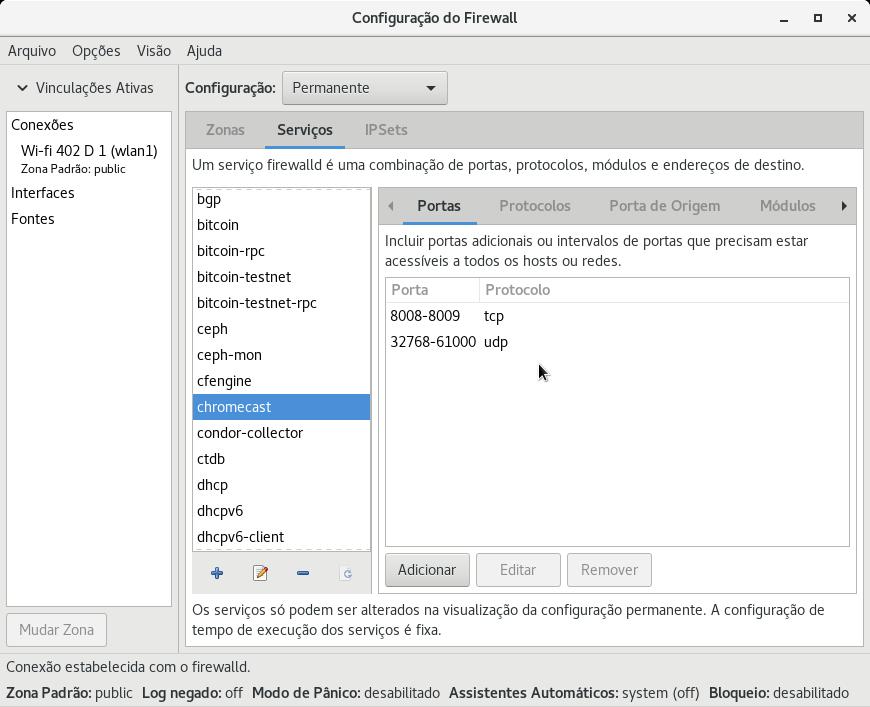 Configuração do Firewall
Arquivo Opções Visão Ajuda
Vinculações Ativas
Configuração: Permanente
Conexões
Wi-fi 402 D 1 (wlan1)
Zona Padrão: public
Interfaces
Fontes
Mudar Zona
Zonas Serviços IPSets
Um serviço firewalld é uma combinação de portas, protocolos, módulos e endereços de destino.
bgp
bitcoin
bitcoin-rpc
bitcoin-testnet
bitcoin-testnet-rpc
ceph
ceph-mon
cfengine
chromecast
condor-collector
ctdb
dhcp
dhcpv6
dhcpv6-client
Portas Protocolos Porta de Origem Módulos
Incluir portas adicionais ou intervalos de portas que precisam estar
acessíveis a todos os hosts ou redes.
Porta Protocolo
8008-8009 tcp
32768-61000 udp
Adicionar Editar Remover
Os serviços só podem ser alterados na visualização da configuração permanente. A configuração de
tempo de execução dos serviços é fixa.
Conexão estabelecida com o firewalld.
Zona Padrão: public Log negado: off Modo de Pânico: desabilitado Assistentes Automáticos: system (off) Bloqueio: desabilitado